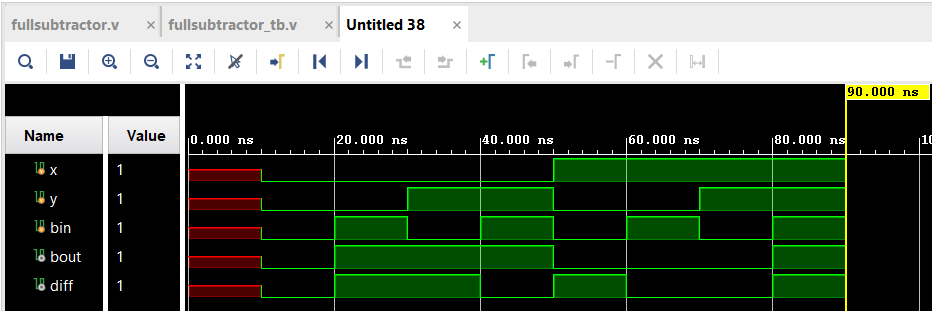 fullsubtractor.v × fullsubtractor_tb.v × Untitled 38 ×
90.000 ns
Name Value
0.000 ns 20.000 ns 40.000 ns 60.000 ns 80.000 ns 10
x 1
y 1
bin 1
bout 1
diff 1